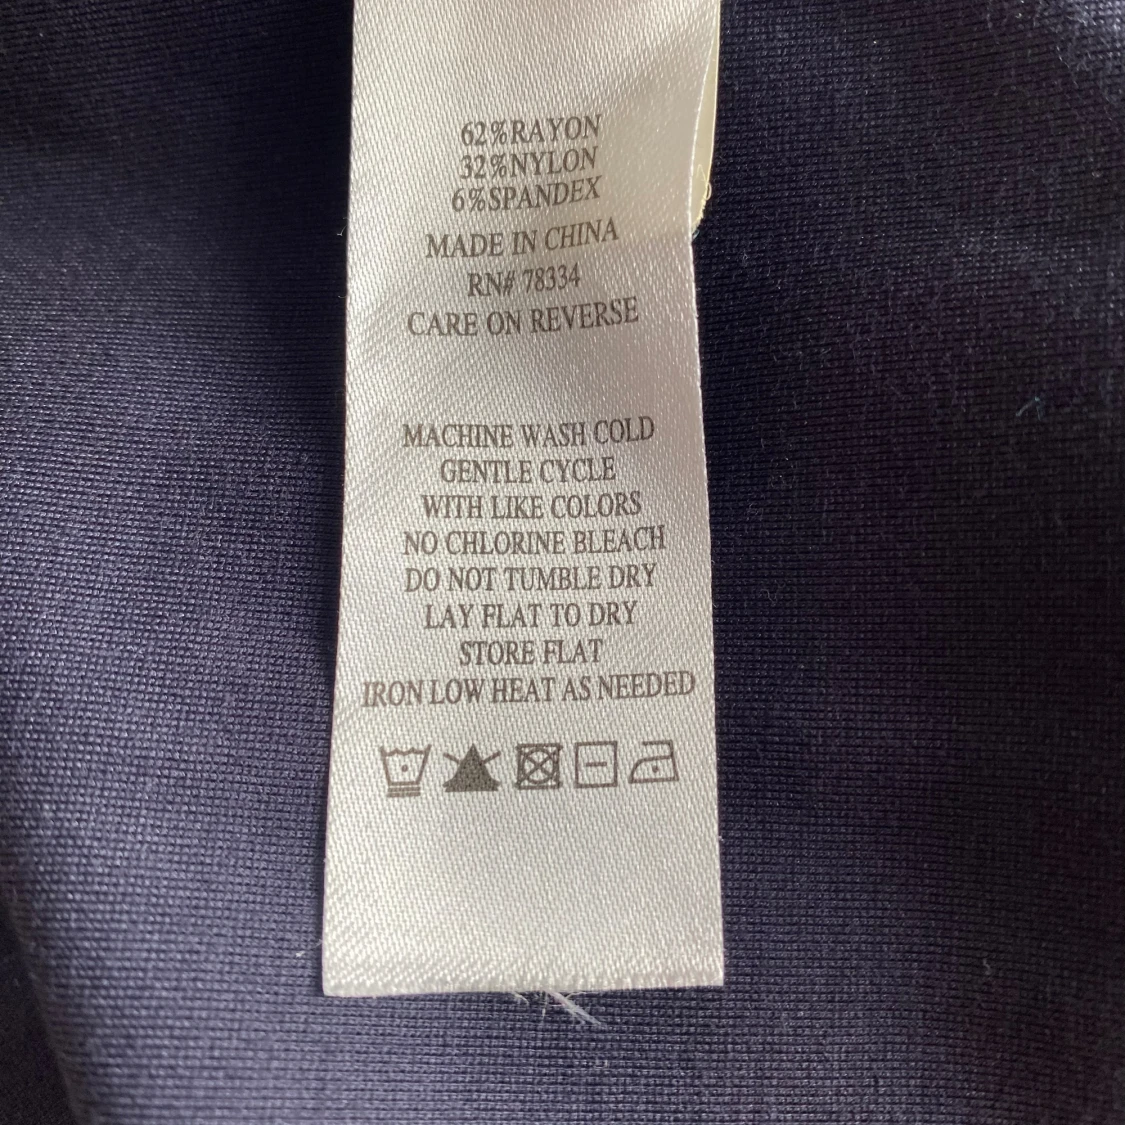 62%RAYON
32%NYLON
6%SPANDEX
MADE IN CHINA
RN# 78334
CARE ON REVERSE
MACHINE WASH COLD
GENTLE CYCLE
WITH LIKE COLORS
NO CHLORINE BLEACH
DO NOT TUMBLE DRY
LAY FLAT TO DRY
STORE FLAT
IRON LOW HEAT AS NEEDED